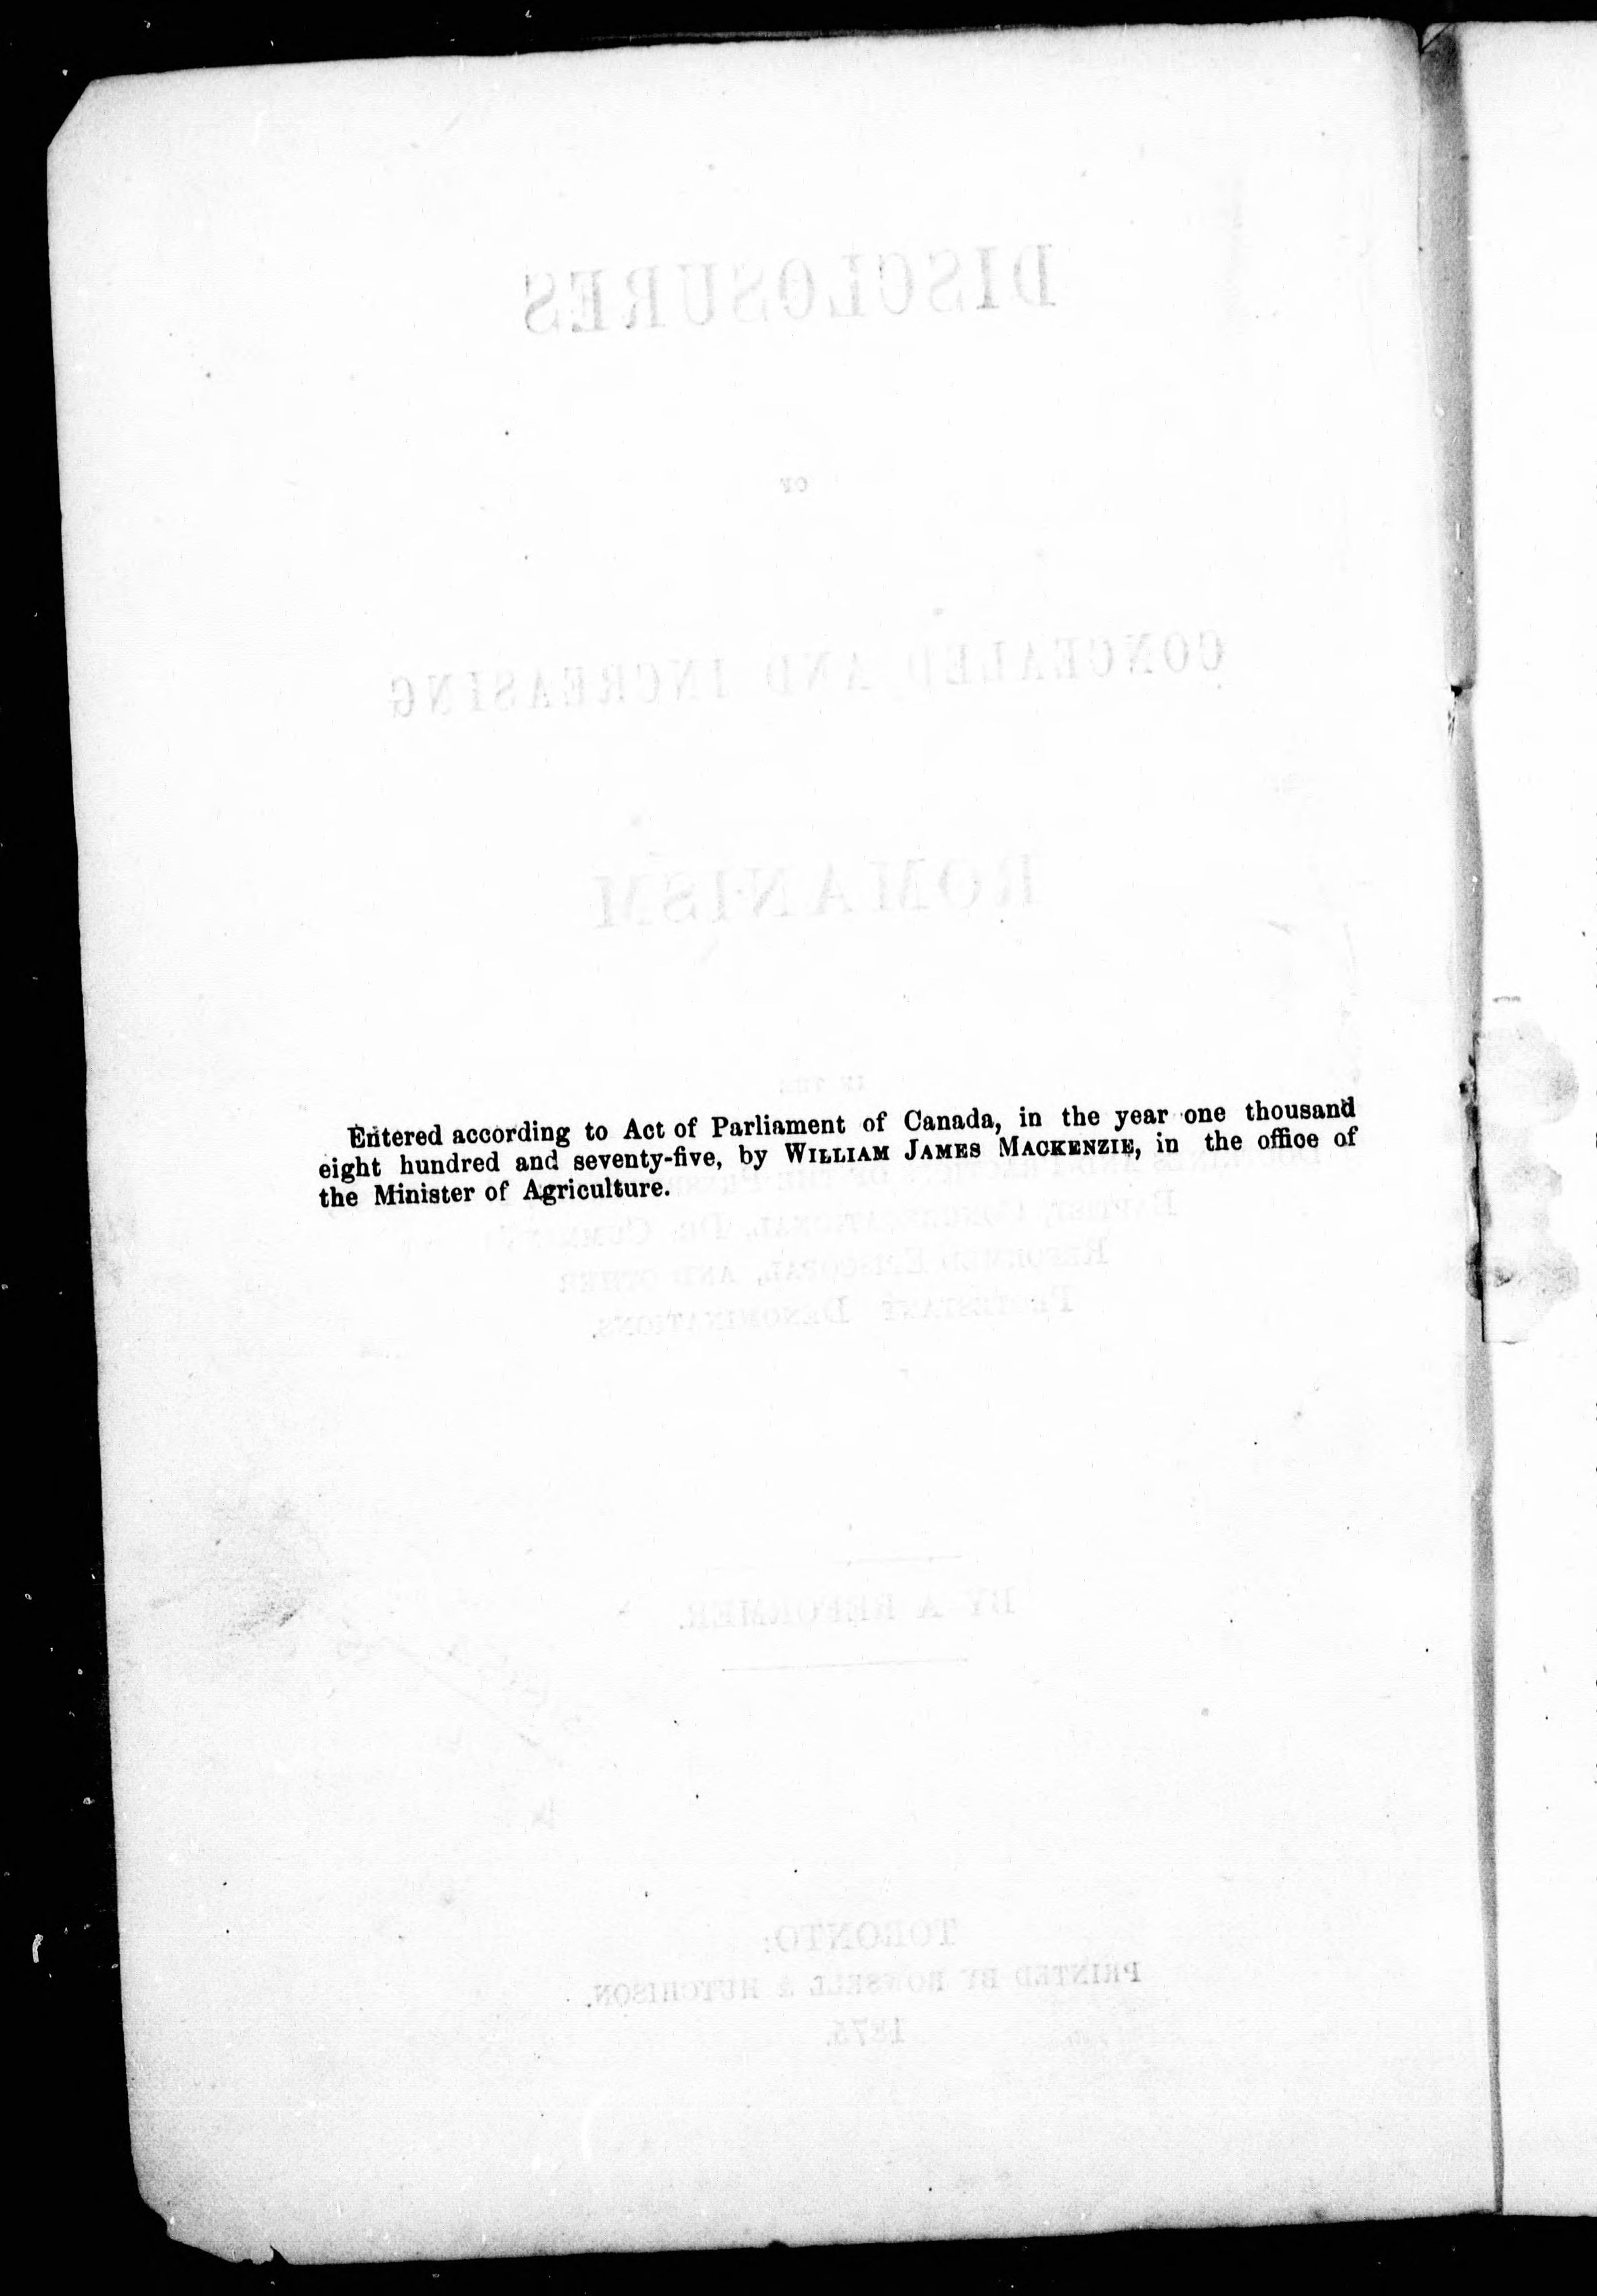 Entered according to Act of Parliament of Canada, in the year one thousand
eight hundred and seventy-five, by WILLIAM JAMES MACKENZIE, in the office of
the Minister of Agriculture.